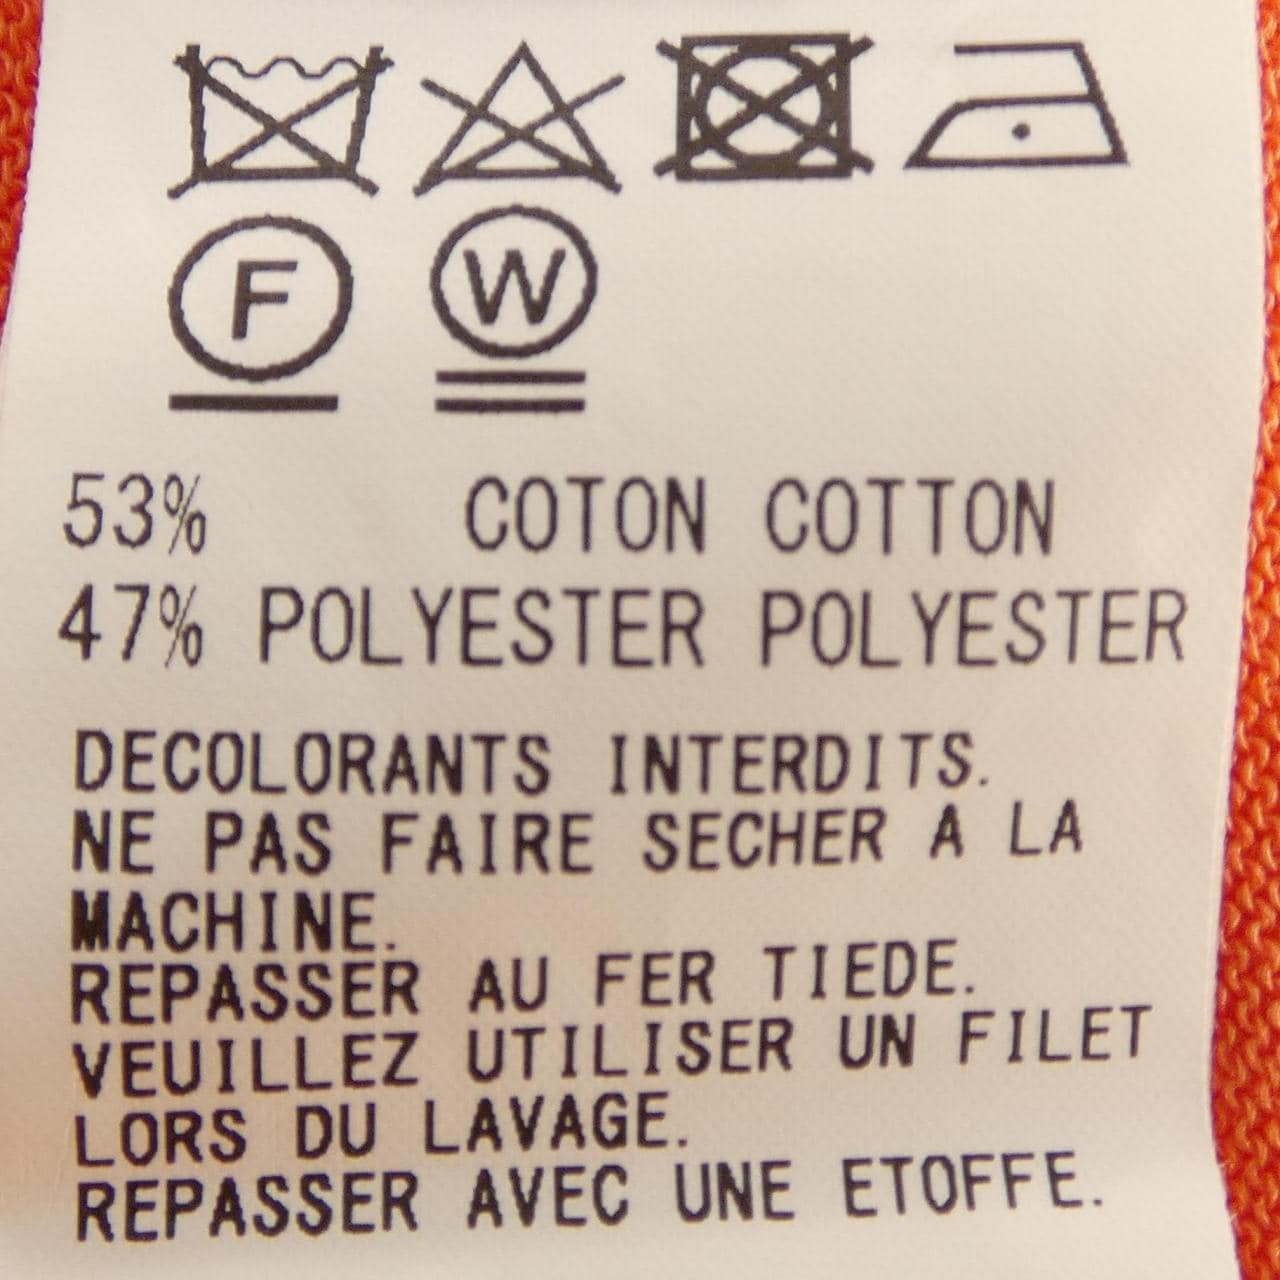 F W
53% COTON COTTON
47% POLYESTER POLYESTER
DECOLORANTS INTERDITS.
NE PAS FAIRE SECHER A LA
MACHINE.
REPASSER AU FER TIEDE.
VEUILLEZ UTILISER UN FILET
LORS DU LAVAGE.
REPASSER AVEC UNE ETOFFE.